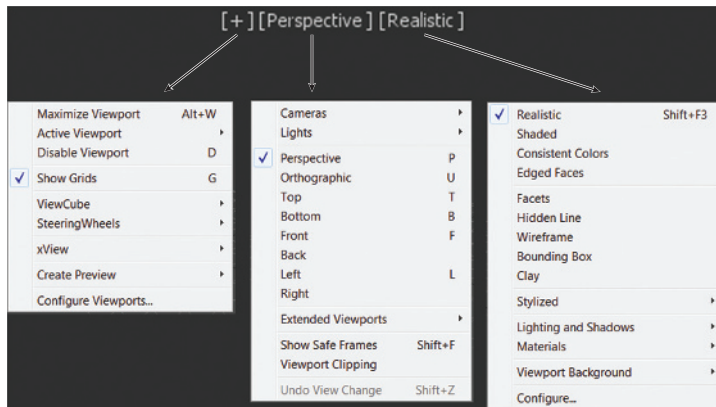 [+] [Perspective] [Realistic]
Maximize Viewport Alt+W
Active Viewport
Disable Viewport D
Show Grids G
ViewCube
SteeringWheels
xView
Create Preview
Configure Viewports...
Cameras
Lights
Perspective P
Orthographic U
Top T
Bottom B
Front F
Back
Left L
Right
Extended Viewports
Show Safe Frames Shift+F
Viewport Clipping
Undo View Change Shift+Z
Realistic Shift+F3
Shaded
Consistent Colors
Edged Faces
Facets
Hidden Line
Wireframe
Bounding Box
Clay
Stylized
Lighting and Shadows
Materials
Viewport Background
Configure...